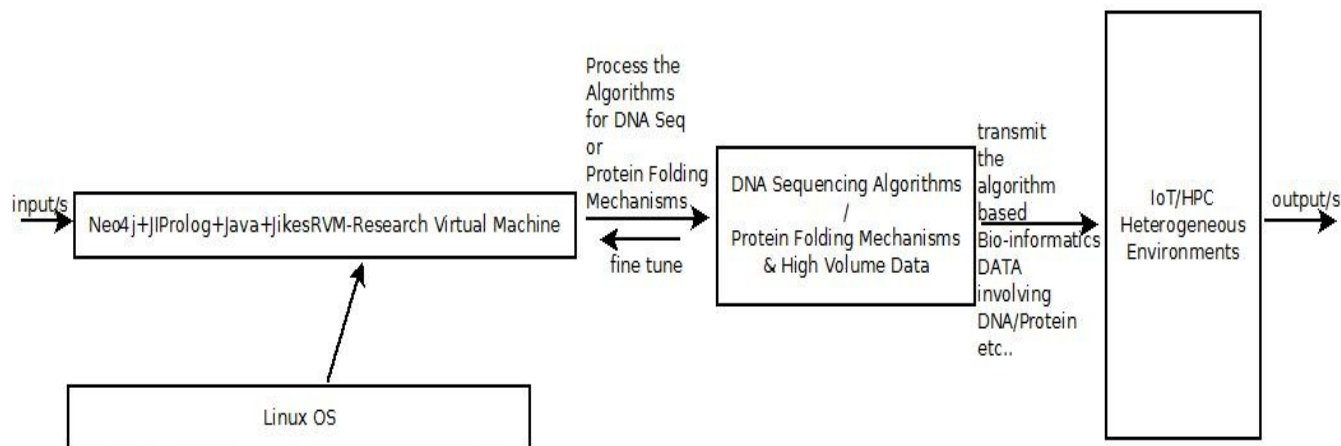 input/s
Neo4j+JIProlog+Java+JikesRVM-Research Virtual Machine
Linux OS
Process the
Algorithms
for DNA Seq
or
Protein Folding
Mechanisms
fine tune
DNA Sequencing Algorithms
/
Protein Folding Mechanisms
& High Volume Data
transmit
the
algorithm
based
Bio-informatics
DATA
involving
DNA/Protein
etc..
IoT/HPC
Heterogeneous
Environments
output/s